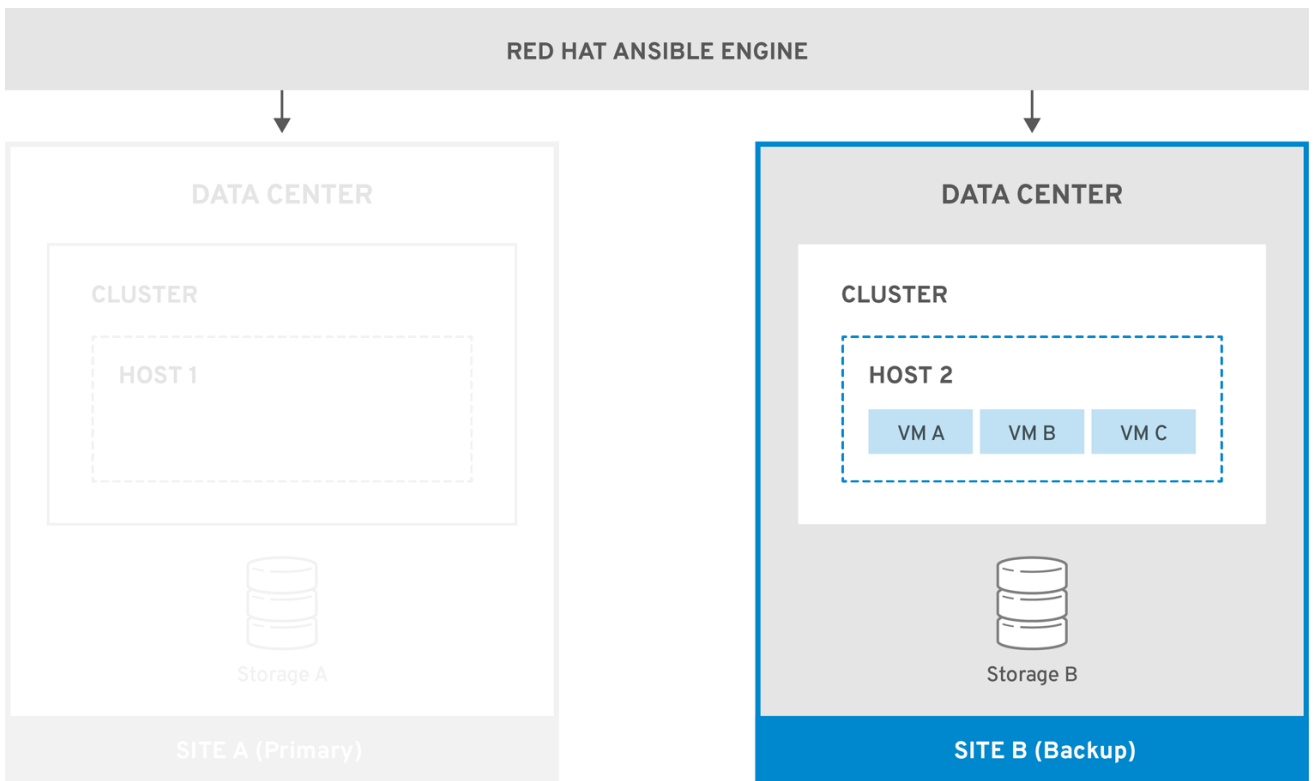 RED HAT ANSIBLE ENGINE
DATA CENTER
CLUSTER
HOST 1
Storage A
SITE A (Primary)
DATA CENTER
CLUSTER
HOST 2
VM A
VM B
VM C
Storage B
SITE B (Backup)